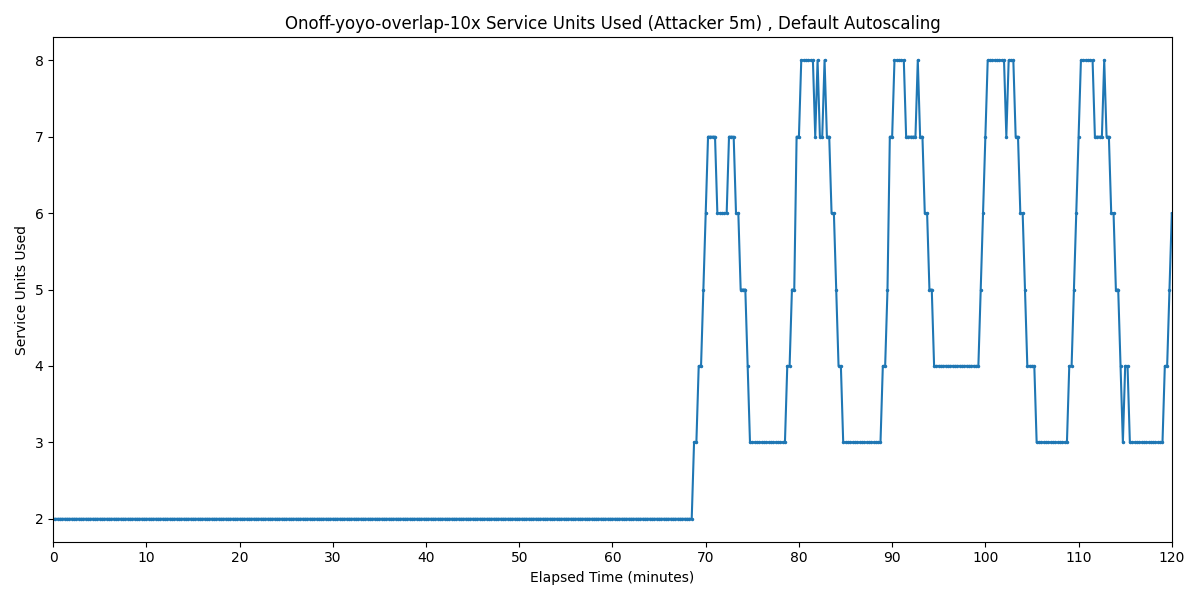 Onoff-yoyo-overlap-10x Service Units Used (Attacker 5m) , Default Autoscaling
Service Units Used
8
7
6
5
4
3
2
0 10 20 30 40 50 60 70 80 90 100 110 120
Elapsed Time (minutes)